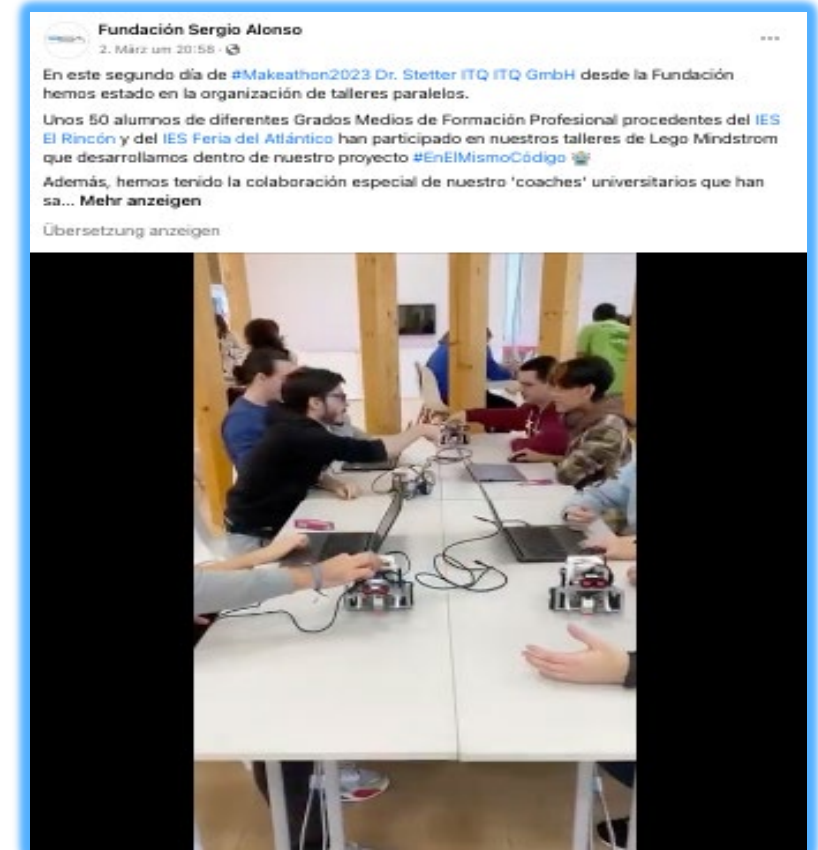 Fundación Sergio Alonso
2. März um 20:58 ·
En este segundo día de #Makeathon2023 Dr. Stetter ITQ ITQ GmbH desde la Fundación
hemos estado en la organización de talleres paralelos.
Unos 50 alumnos de diferentes Grados Medios de Formación Profesional procedentes del IES
El Rincón y del IES Feria del Atlántico han participado en nuestros talleres de Lego Mindstrom
que desarrollamos dentro de nuestro proyecto #EnElMismoCódigo
Además, hemos tenido la colaboración especial de nuestro 'coaches' universitarios que han
sa... Mehr anzeigen
Übersetzung anzeigen